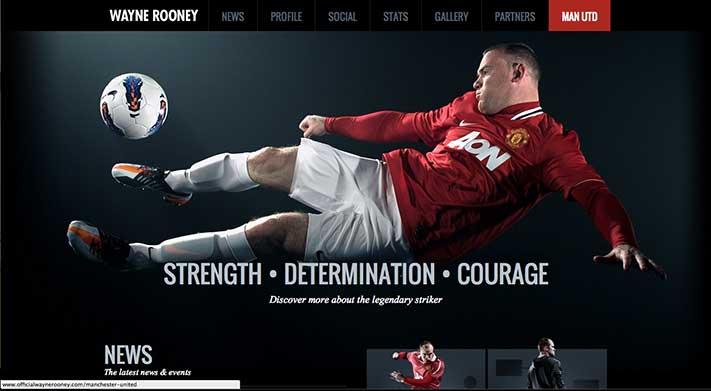 WAYNE ROONEY NEWS PROFILE SOCIAL STATS GALLERY PARTNERS MAN UTD
AON
STRENGTH • DETERMINATION • COURAGE
Discover more about the legendary striker
NEWS
The latest news & events
www.officialwaynerooney.com/manchester-united